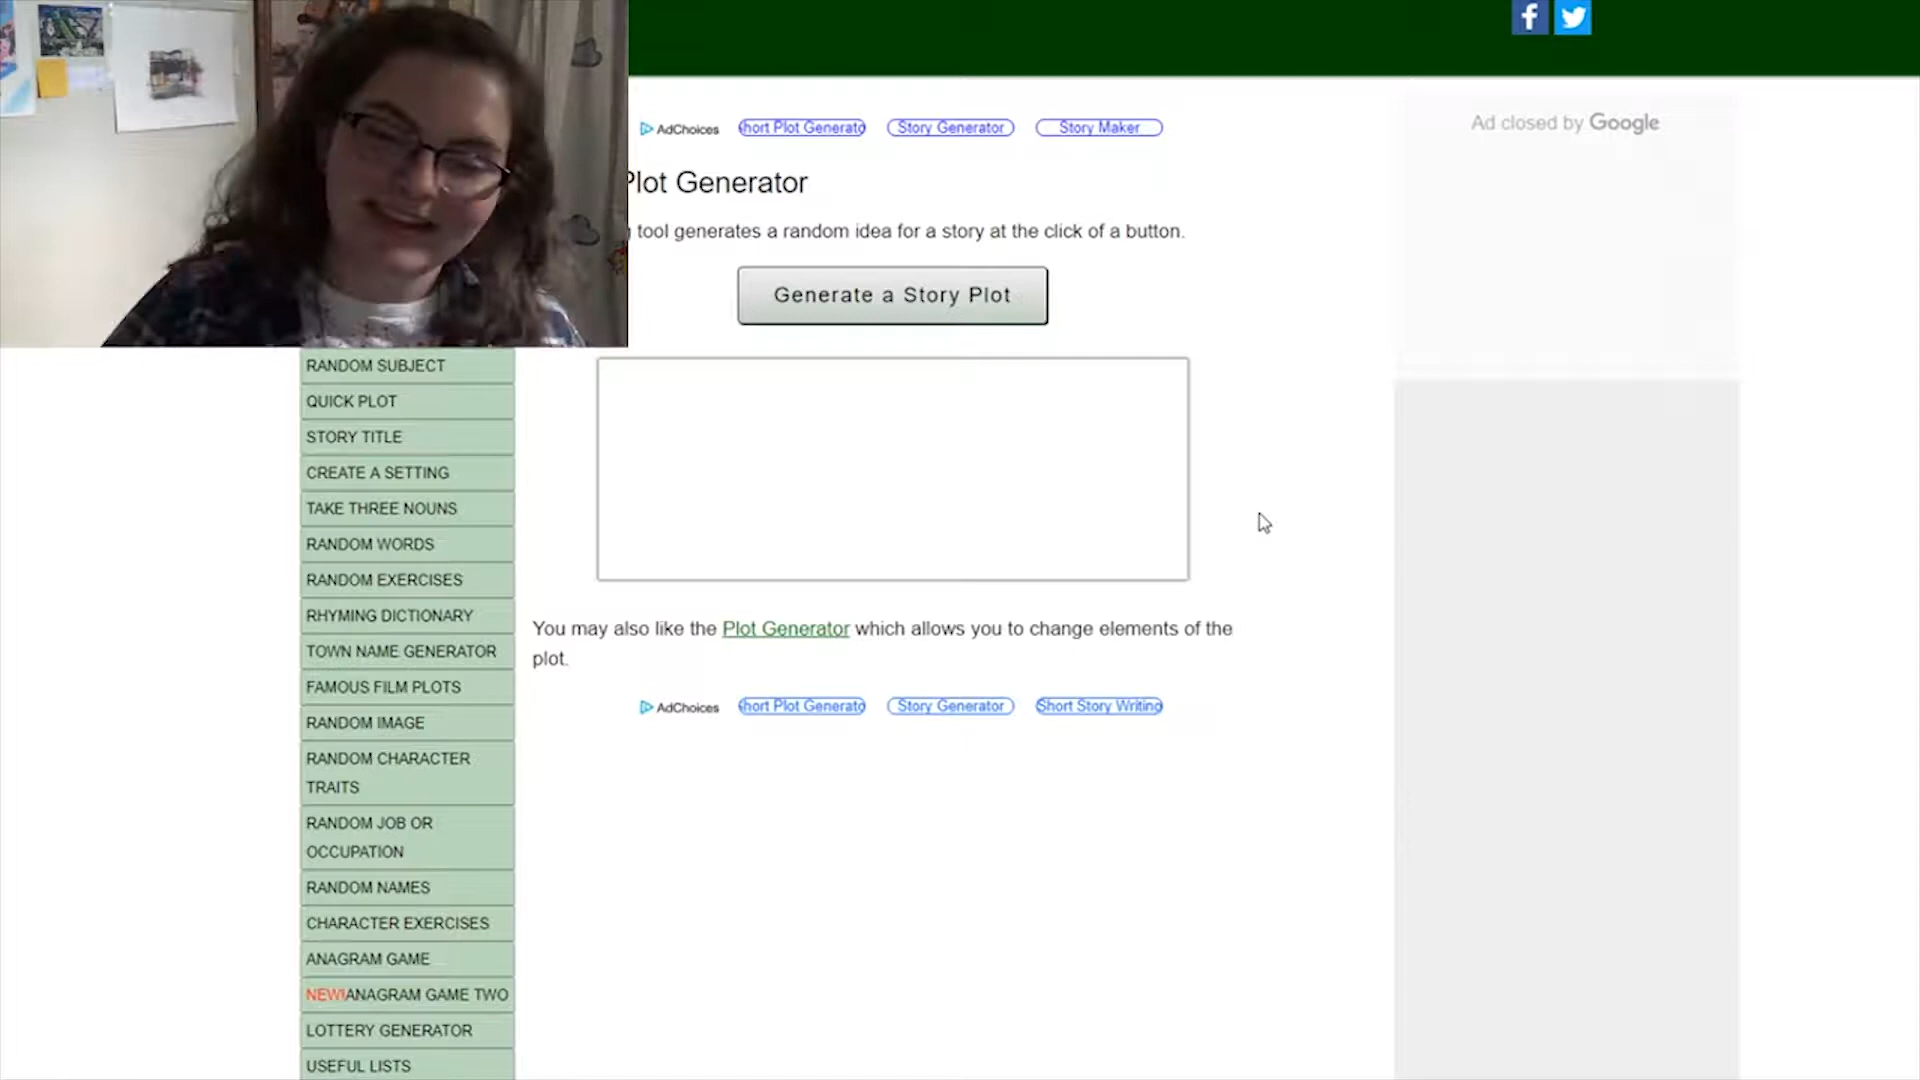 AdChoices
hort Plot Generato
Story Generator
Story Maker
Ad closed by Google
Plot Generator
tool generates a random idea for a story at the click of a button.
Generate a Story Plot
RANDOM SUBJECT
QUICK PLOT
STORY TITLE
CREATE A SETTING
TAKE THREE NOUNS
RANDOM WORDS
RANDOM EXERCISES
RHYMING DICTIONARY
TOWN NAME GENERATOR
FAMOUS FILM PLOTS
RANDOM IMAGE
RANDOM CHARACTER
TRAITS
RANDOM JOB OR
OCCUPATION
RANDOM NAMES
CHARACTER EXERCISES
ANAGRAM GAME
NEW!ANAGRAM GAME TWO
LOTTERY GENERATOR
USEFUL LISTS
You may also like the Plot Generator which allows you to change elements of the
plot.
AdChoices
hort Plot Generato
Story Generator
Short Story Writing